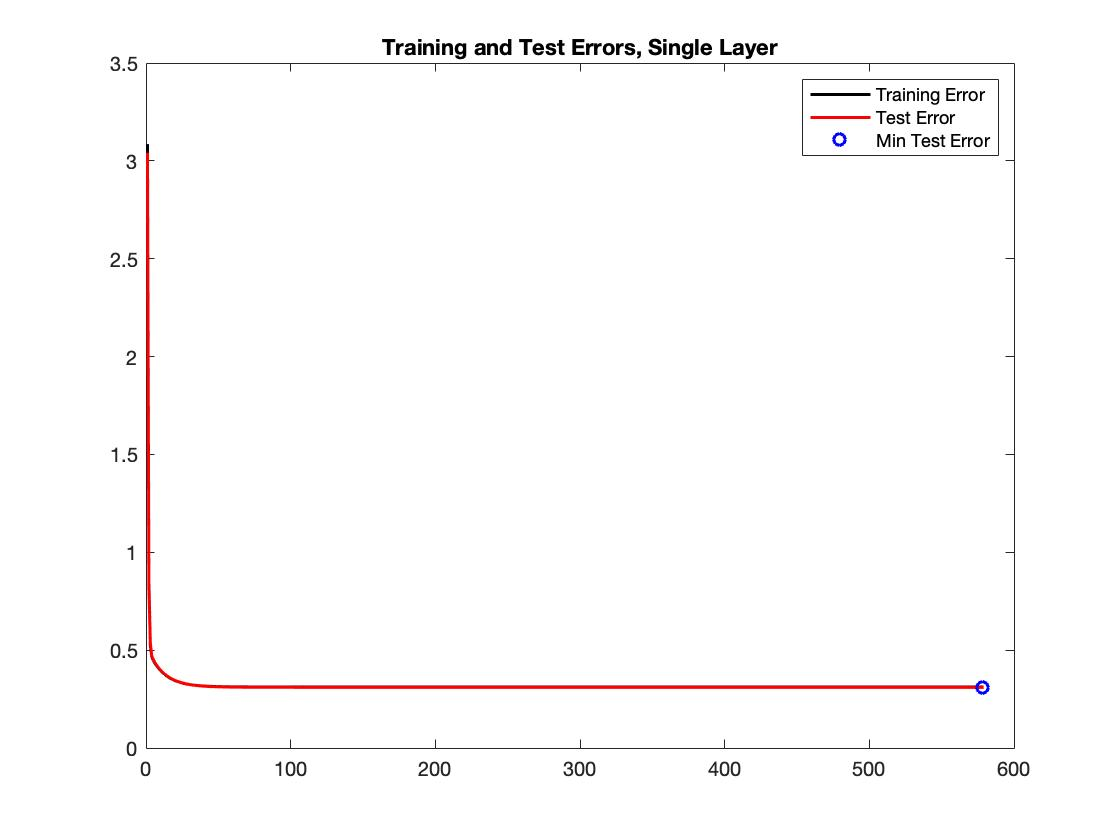 Training and Test Errors, Single Layer
Training Error
Test Error
Min Test Error
3.5
3
2.5
2
1.5
1
0.5
0
0 100 200 300 400 500 600